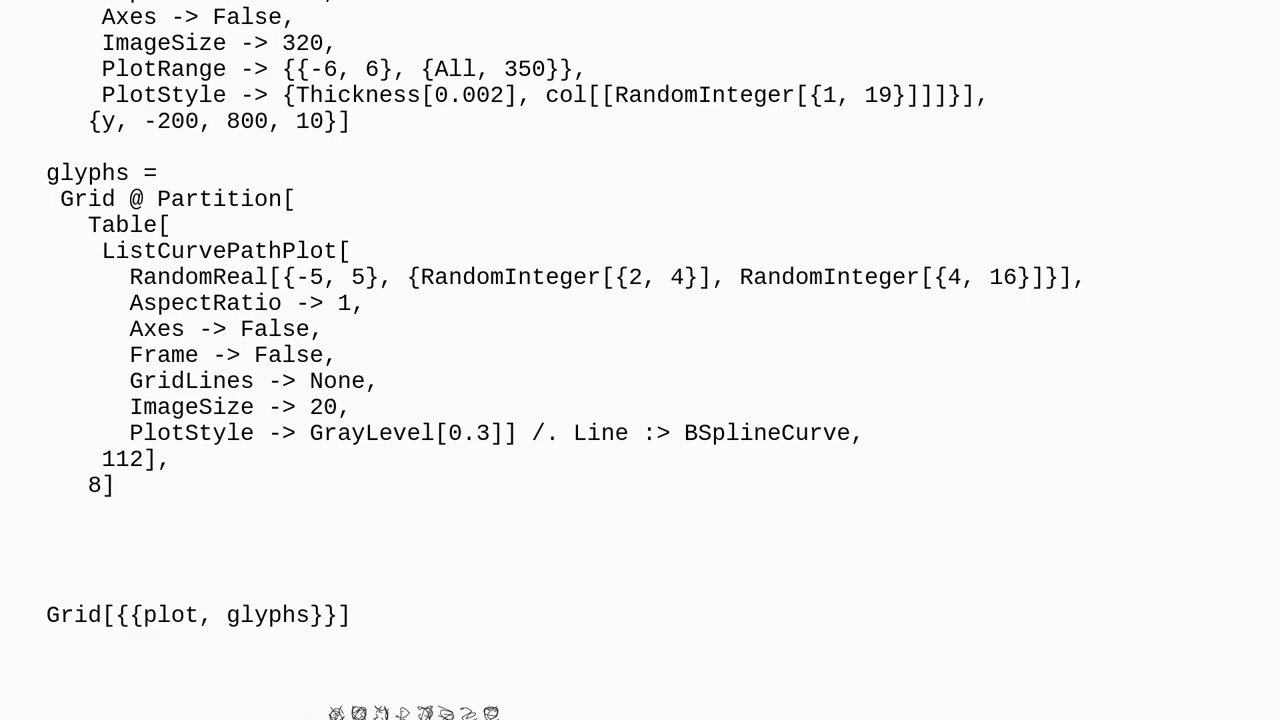 Axes -> False,
ImageSize -> 320,
PlotRange -> {{-6, 6}, {All, 350}},
PlotStyle -> {Thickness[0.002], col[[RandomInteger[{1, 19}]]]}],
{y, -200, 800, 10}]
glyphs =
Grid @ Partition[
Table[
ListCurvePathPlot[
RandomReal[{-5, 5}, {RandomInteger[{2, 4}], RandomInteger[{4, 16}]}],
AspectRatio -> 1,
Axes -> False,
Frame -> False,
GridLines -> None,
ImageSize -> 20,
PlotStyle -> GrayLevel[0.3]] /. Line :> BSplineCurve,
112],
8]
Grid[{{plot, glyphs}}]